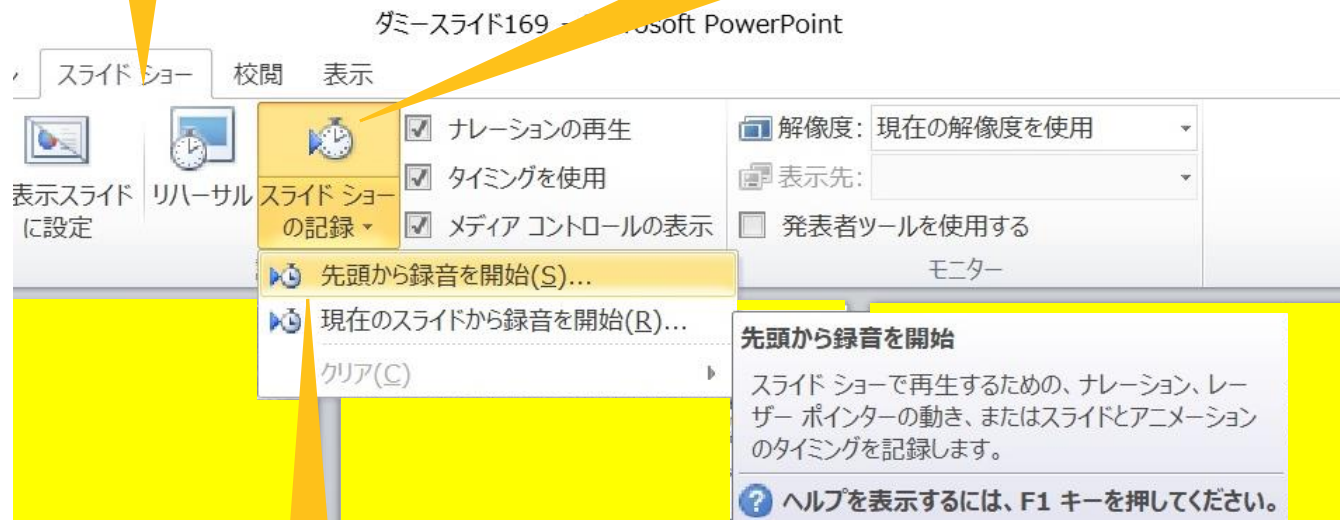 ダミースライド169 - Microsoft PowerPoint
スライド ショー 校閲 表示
表示スライド
に設定
リハーサル
スライド ショー
の記録
ナレーションの再生
タイミングを使用
メディア コントロールの表示
解像度: 現在の解像度を使用
表示先:
発表者ツールを使用する
モニター
先頭から録音を開始(S)...
現在のスライドから録音を開始(R)...
クリア(C)
先頭から録音を開始
スライド ショーで再生するための、ナレーション、レー
ザー ポインターの動き、またはスライドとアニメーション
のタイミングを記録します。
ヘルプを表示するには、F1 キーを押してください。